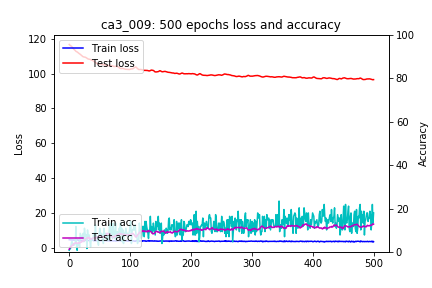 ca3_009: 500 epochs loss and accuracy
120
100
80
60
40
20
0
Loss
Train loss
Test loss
Train acc
Test acc
100
80
60
40
20
0
Accuracy
0
100
200
300
400
500